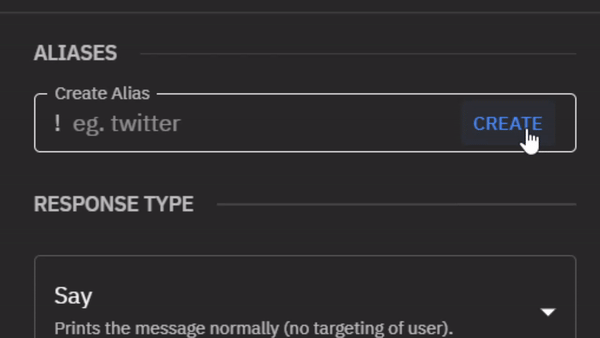 ALIASES
Create Alias
! eg. twitter
CREATE
RESPONSE TYPE
Say
Prints the message normally (no targeting of user).